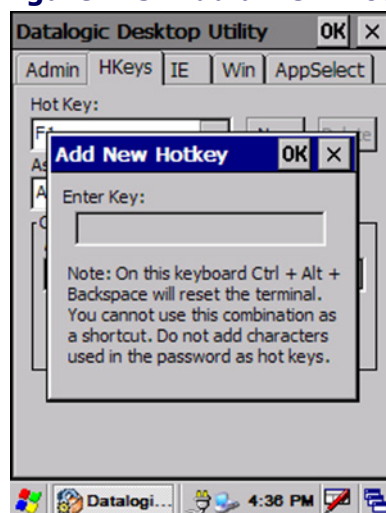 Datalogic Desktop Utility OK ×
Admin HKeys IE Win AppSelect
Hot Key:
Add New Hotkey OK ×
Enter Key:
Note: On this keyboard Ctrl + Alt +
Backspace will reset the terminal.
You cannot use this combination as
a shortcut. Do not add characters
used in the password as hot keys.
Datalogi... 4:36 PM